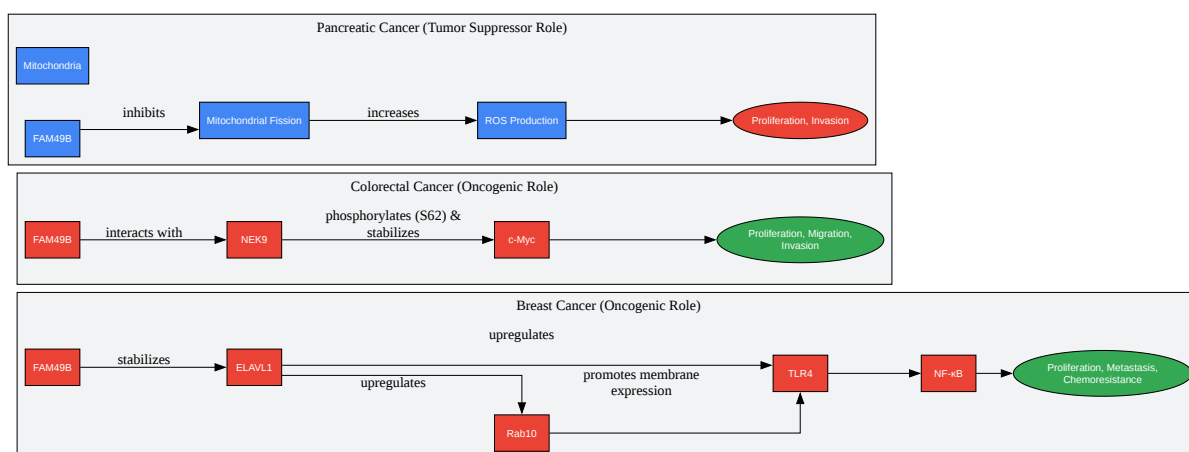 Pancreatic Cancer (Tumor Suppressor Role)
Mitochondria
FAM49B
inhibits
Mitochondrial Fission
increases
ROS Production
Proliferation, Invasion
Colorectal Cancer (Oncogenic Role)
FAM49B
interacts with
NEK9
phosphorylates (S62) &
stabilizes
c-Myc
Proliferation, Migration,
Invasion
Breast Cancer (Oncogenic Role)
FAM49B
stabilizes
ELAVL1
upregulates
upregulates
Rab10
promotes membrane
expression
TLR4
NF-κB
Proliferation, Metastasis,
Chemoresistance